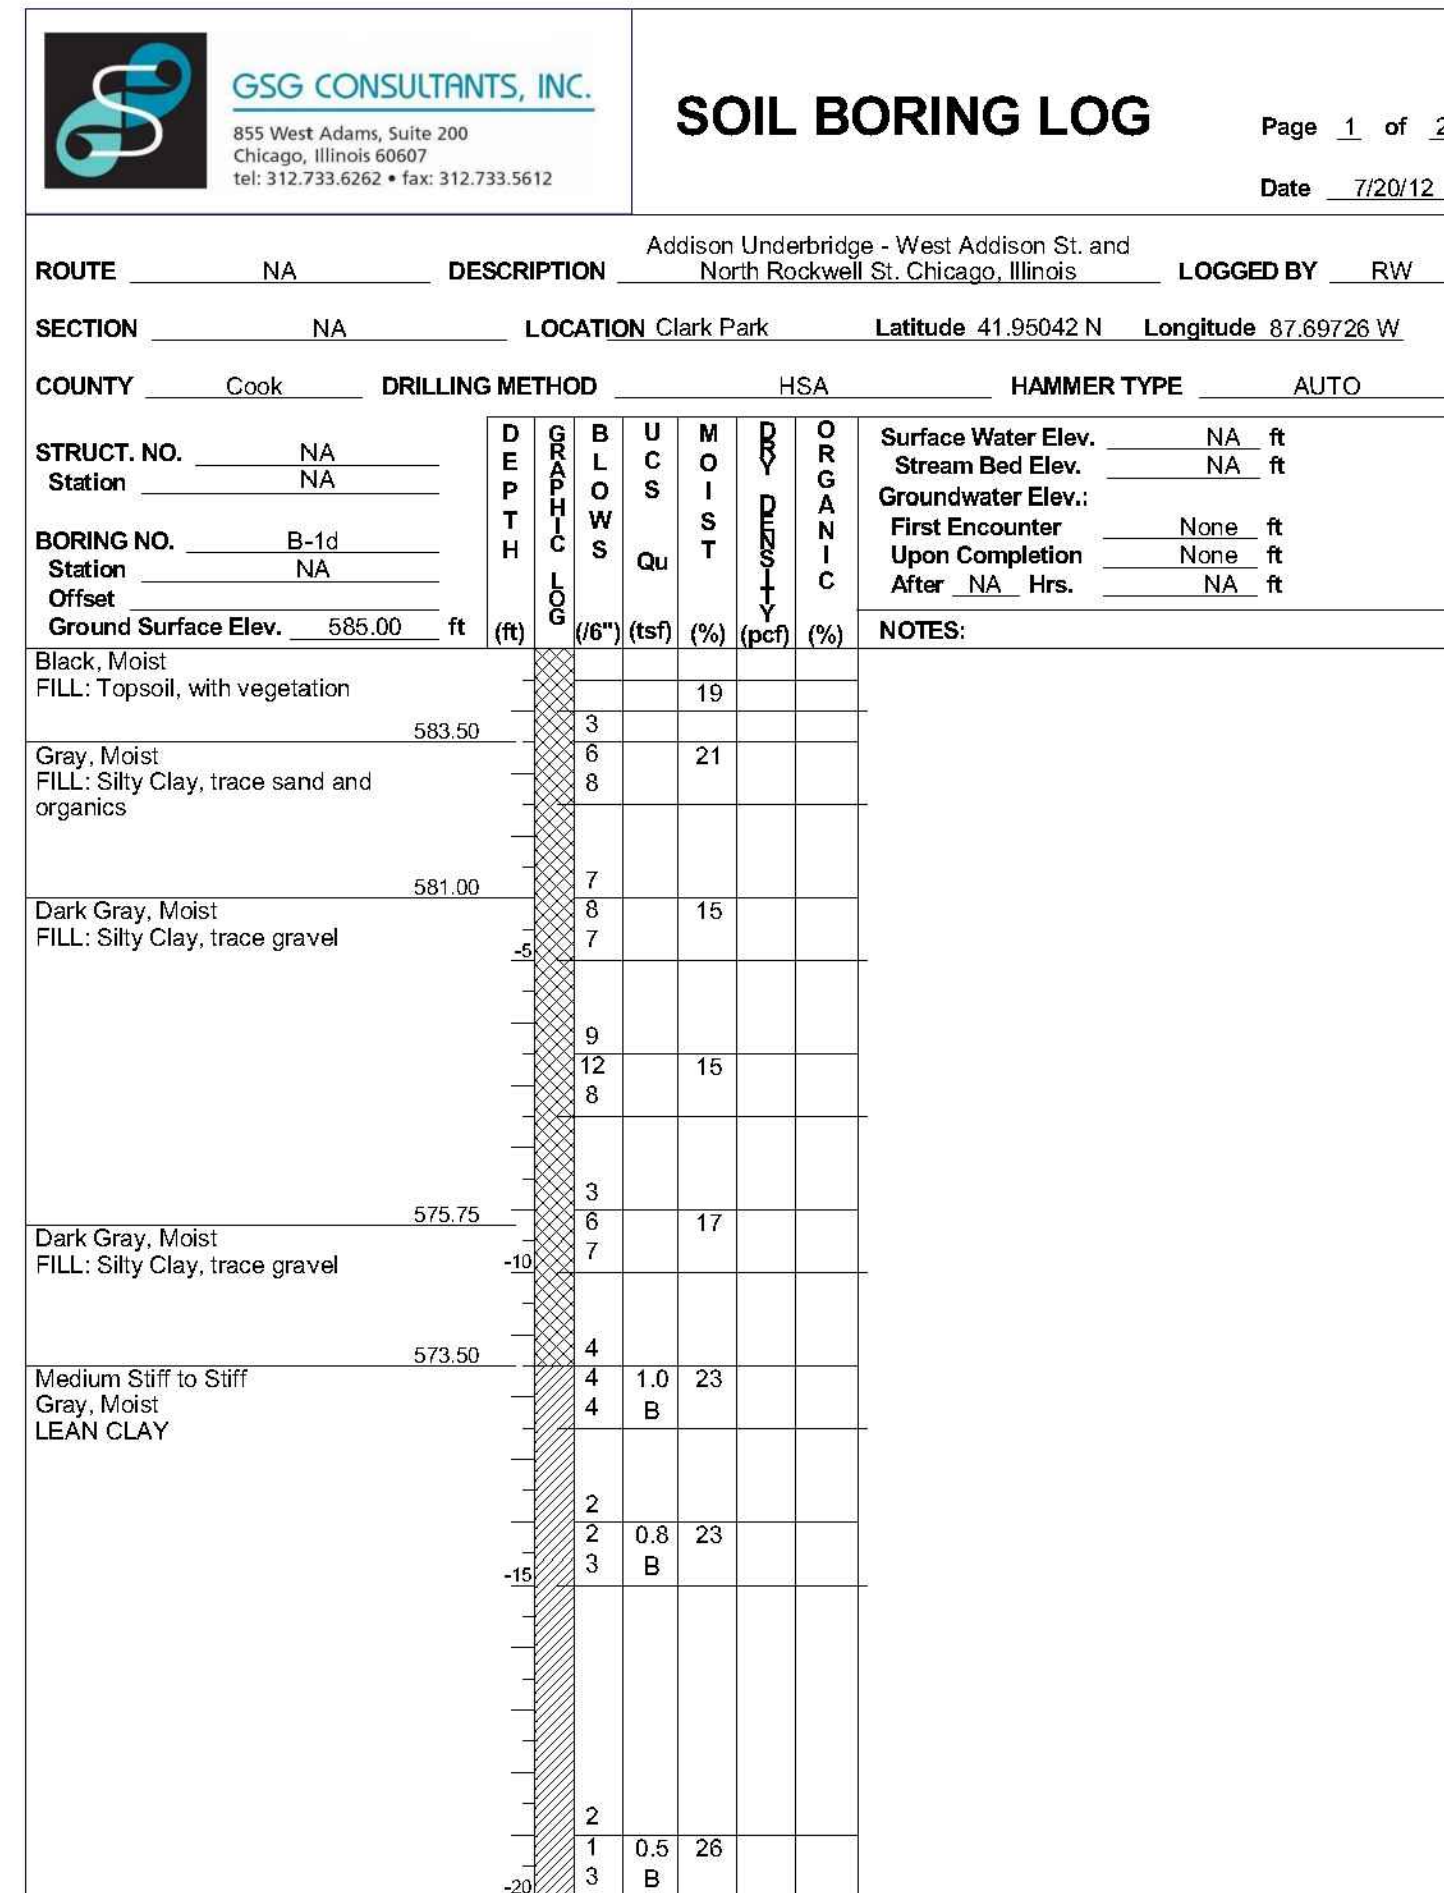 GSG CONSULTANTS, INC.
855 West Adams, Suite 200
Chicago, Illinois 60607
tel: 312.733.6262 • fax: 312.733.5612
SOIL BORING LOG
Page 1 of 2
Date 7/20/12
ROUTE NA DESCRIPTION Addison Underbridge - West Addison St. and
North Rockwell St. Chicago, Illinois LOGGED BY RW
SECTION NA LOCATION Clark Park Latitude 41.95042 N Longitude 87.69726 W
COUNTY Cook DRILLING METHOD HSA HAMMER TYPE AUTO
STRUCT. NO. NA
Station NA
BORING NO. B-1d
Station NA
Offset
Ground Surface Elev. 585.00 ft
DEPTH (ft)
GRAPHIC LOG
BLOWS (/6")
UCS Qu (tsf)
MOIST (%)
DRY DENSITY (pcf)
ORGANIC (%)
Surface Water Elev. NA ft
Stream Bed Elev. NA ft
Groundwater Elev.:
First Encounter None ft
Upon Completion None ft
After NA Hrs. NA ft
NOTES:
Black, Moist
FILL: Topsoil, with vegetation
19
583.50 3
Gray, Moist 6 21
FILL: Silty Clay, trace sand and 8
organics
581.00 7
Dark Gray, Moist 8 15
FILL: Silty Clay, trace gravel -5 7
9
12 15
8
3
575.75 6 17
Dark Gray, Moist 7
FILL: Silty Clay, trace gravel -10
573.50 4
Medium Stiff to Stiff 4 1.0 23
Gray, Moist 4 B
LEAN CLAY
2
2 0.8 23
-15 3 B
2
1 0.5 26
-20 3 B